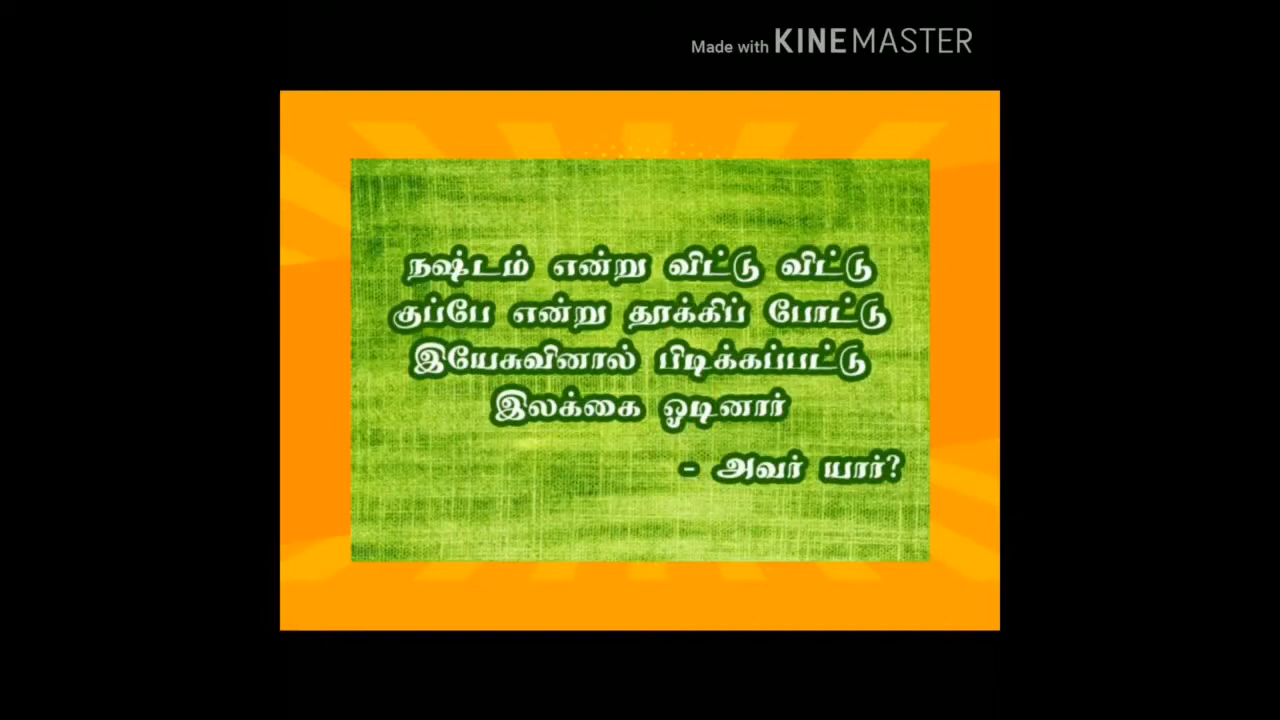 Made with KINEMASTER
நஷ்டம் என்று விட்டு விட்டு
குப்பே என்று தூக்கிப் போட்டு
இயேசுவினால் பிடிக்கப்பட்டு
இலக்கை ஓடினார்
- அவர் யார்?